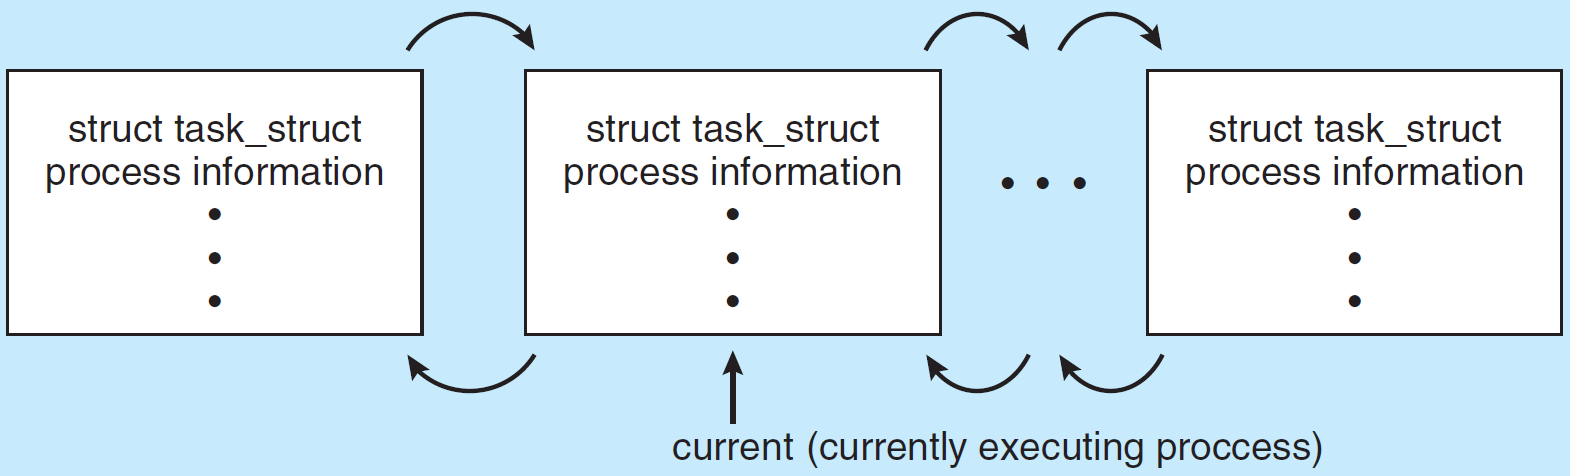 struct task_struct
process information
•
•
•
struct task_struct
process information
•
•
•
• • •
struct task_struct
process information
•
•
•
current (currently executing proccess)